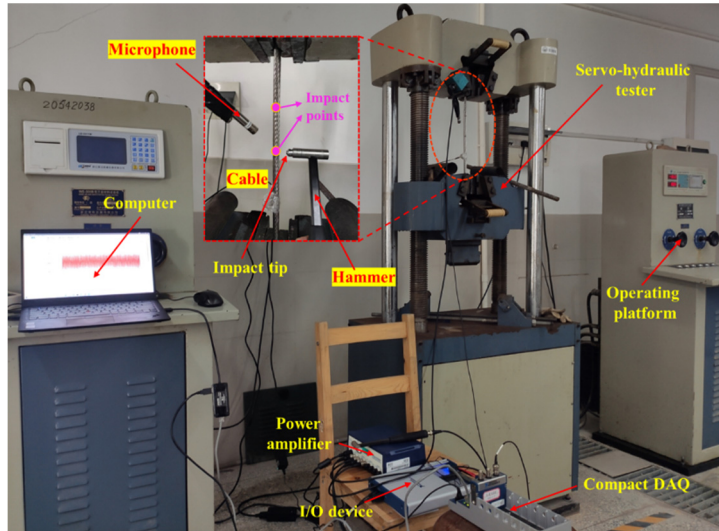 Microphone
Impact
points
Servo-hydraulic
tester
20542038
Cable
Computer
Impact tip
Hammer
Operating
platform
Power
amplifier
I/O device
Compact DAQ